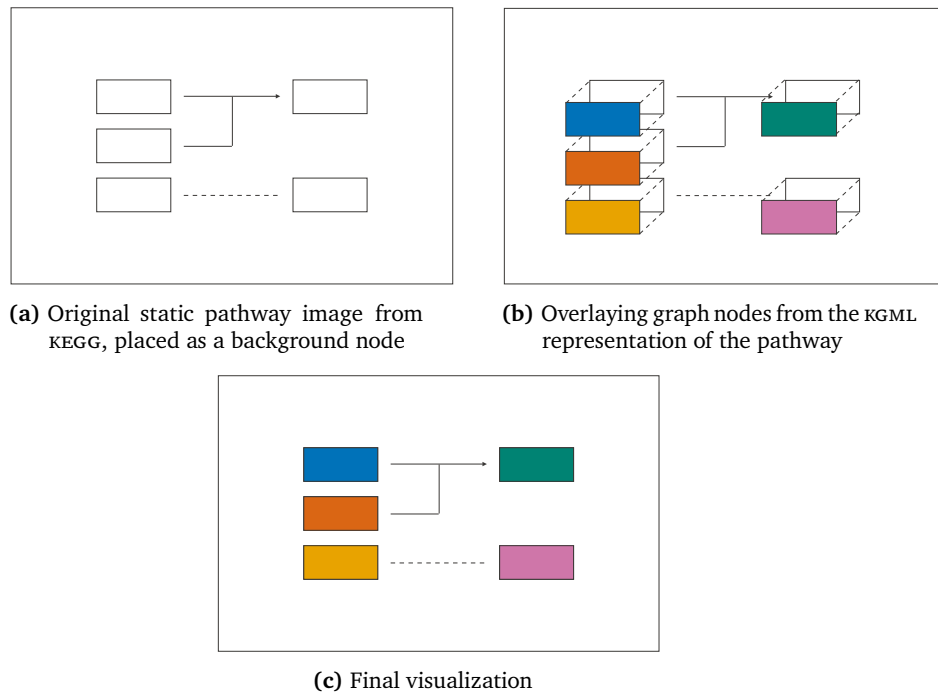 (a) Original static pathway image from
KEGG, placed as a background node
(b) Overlaying graph nodes from the KGML
representation of the pathway
(c) Final visualization